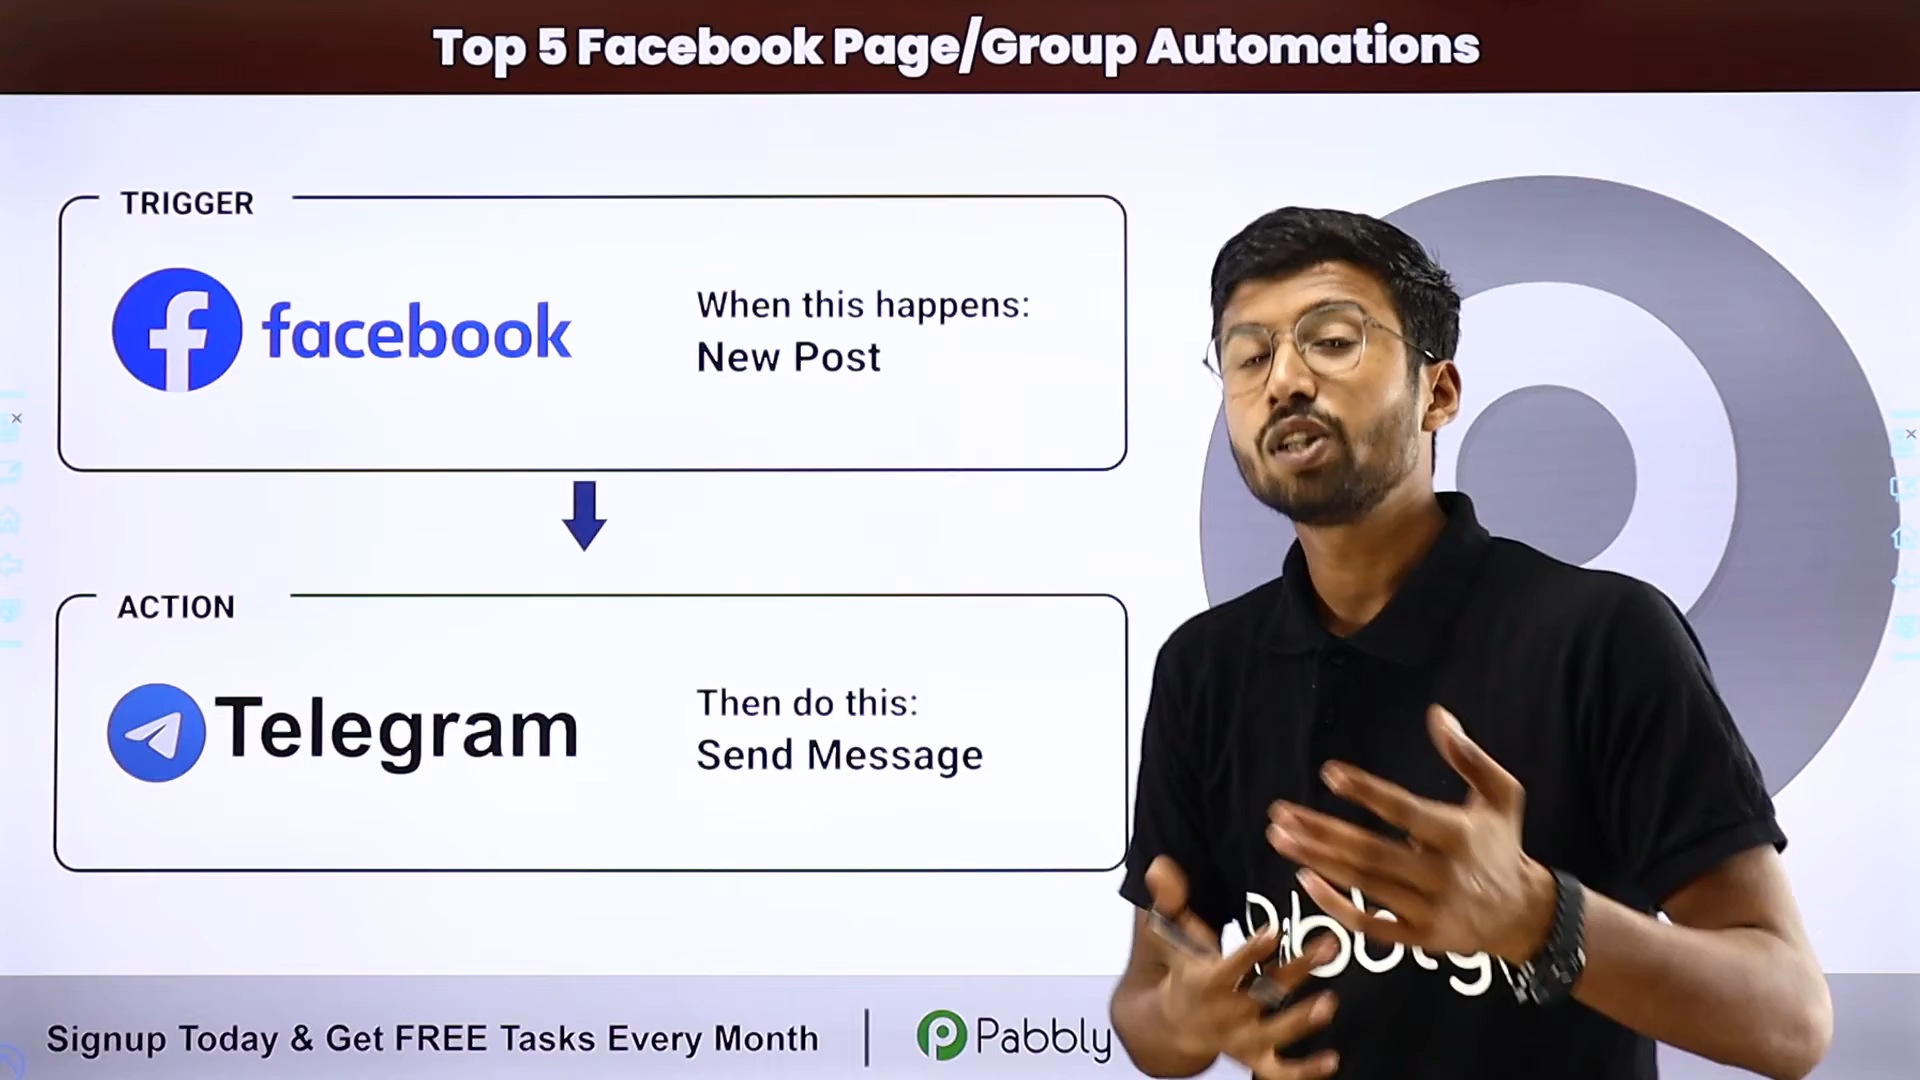 Top 5 Facebook Page/Group Automations
TRIGGER
facebook
When this happens:
New Post
ACTION
Telegram
Then do this:
Send Message
Signup Today & Get FREE Tasks Every Month
Pabbly
Pabbly